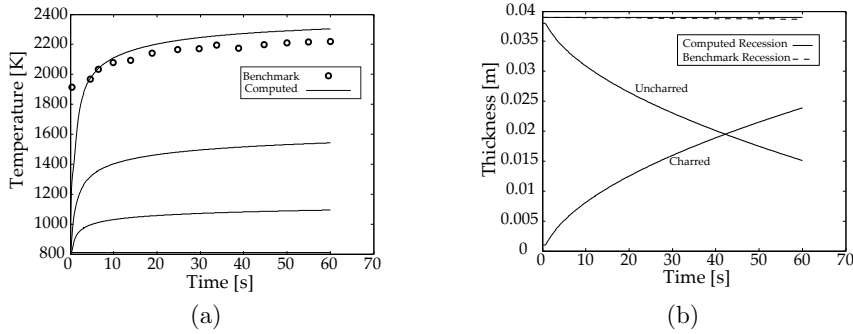 2400
2200
2000
1800
1600
1400
1200
1000
800
0 10 20 30 40 50 60 70
Temperature [K]
Time [s]
Benchmark
Computed
(a)
0.04
0.035
0.03
0.025
0.02
0.015
0.01
0.005
0
0 10 20 30 40 50 60 70
Thickness [m]
Time [s]
Computed Recession
Benchmark Recession
Uncharred
Charred
(b)